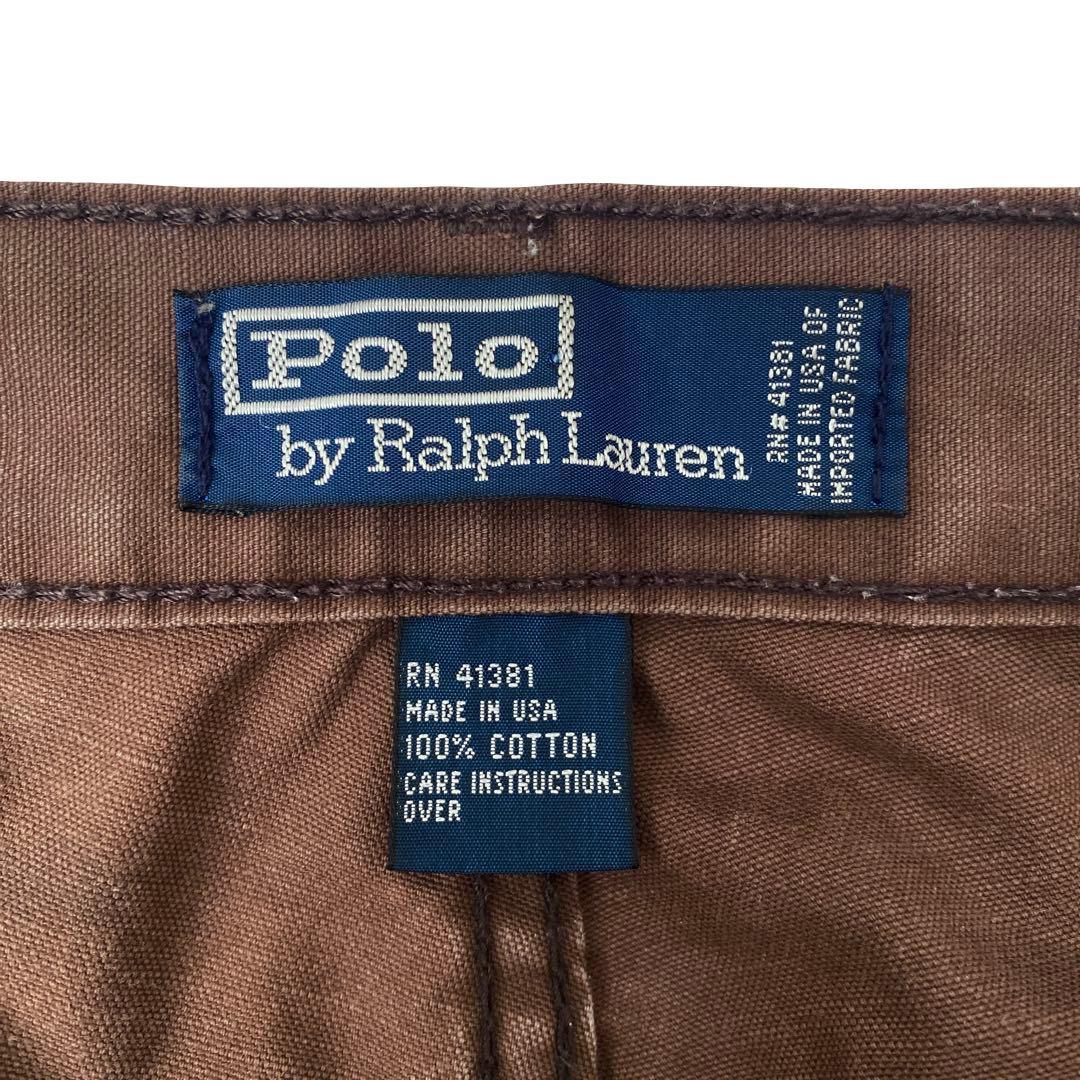 Polo
by Ralph Lauren
RN# 41381
MADE IN USA OF
IMPORTED FABRIC
RN 41381
MADE IN USA
100% COTTON
CARE INSTRUCTIONS
OVER